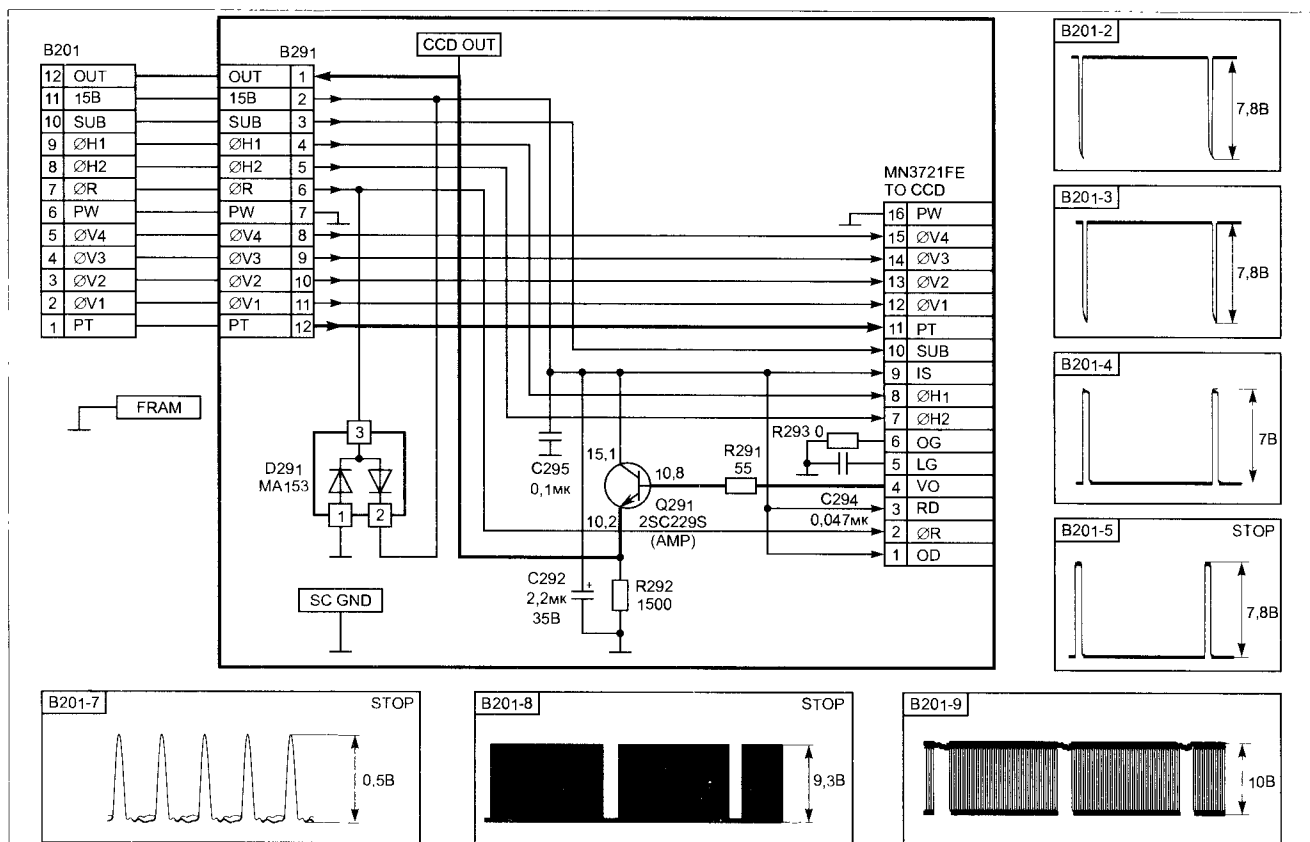 B201
12 OUT
11 15В
10 SUB
9 ØH1
8 ØH2
7 ØR
6 PW
5 ØV4
4 ØV3
3 ØV2
2 ØV1
1 PT
B291
OUT 1
15В 2
SUB 3
ØH1 4
ØH2 5
ØR 6
PW 7
ØV4 8
ØV3 9
ØV2 10
ØV1 11
PT 12
CCD OUT
MN3721FE
TO CCD
16 PW
15 ØV4
14 ØV3
13 ØV2
12 ØV1
11 PT
10 SUB
9 IS
8 ØH1
7 ØH2
6 OG
5 LG
4 VO
3 RD
2 ØR
1 OD
FRAM
D291
MA153
3
1
2
SC GND
C295
0,1мк
15,1
10,8
10,2
Q291
2SC229S
(AMP)
R293 0
R291
55
C294
0,047мк
C292
2,2мк
35В
+
R292
1500
B201-2
7,8В
B201-3
7,8В
B201-4
7В
B201-5 STOP
7,8В
B201-7 STOP
0,5В
B201-8 STOP
9,3В
B201-9
10В